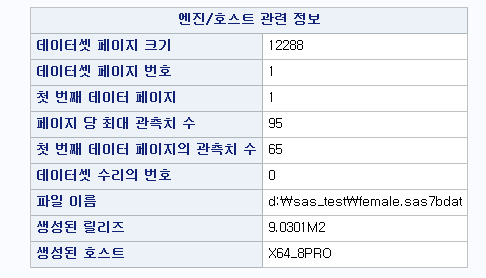 엔진/호스트 관련 정보
데이터셋 페이지 크기 12288
데이터셋 페이지 번호 1
첫 번째 데이터 페이지 1
페이지 당 최대 관측치 수 95
첫 번째 데이터 페이지의 관측치 수 65
데이터셋 수리의 번호 0
파일 이름 d:\sas_test\female.sas7bdat
생성된 릴리즈 9.0301M2
생성된 호스트 X64_8PRO